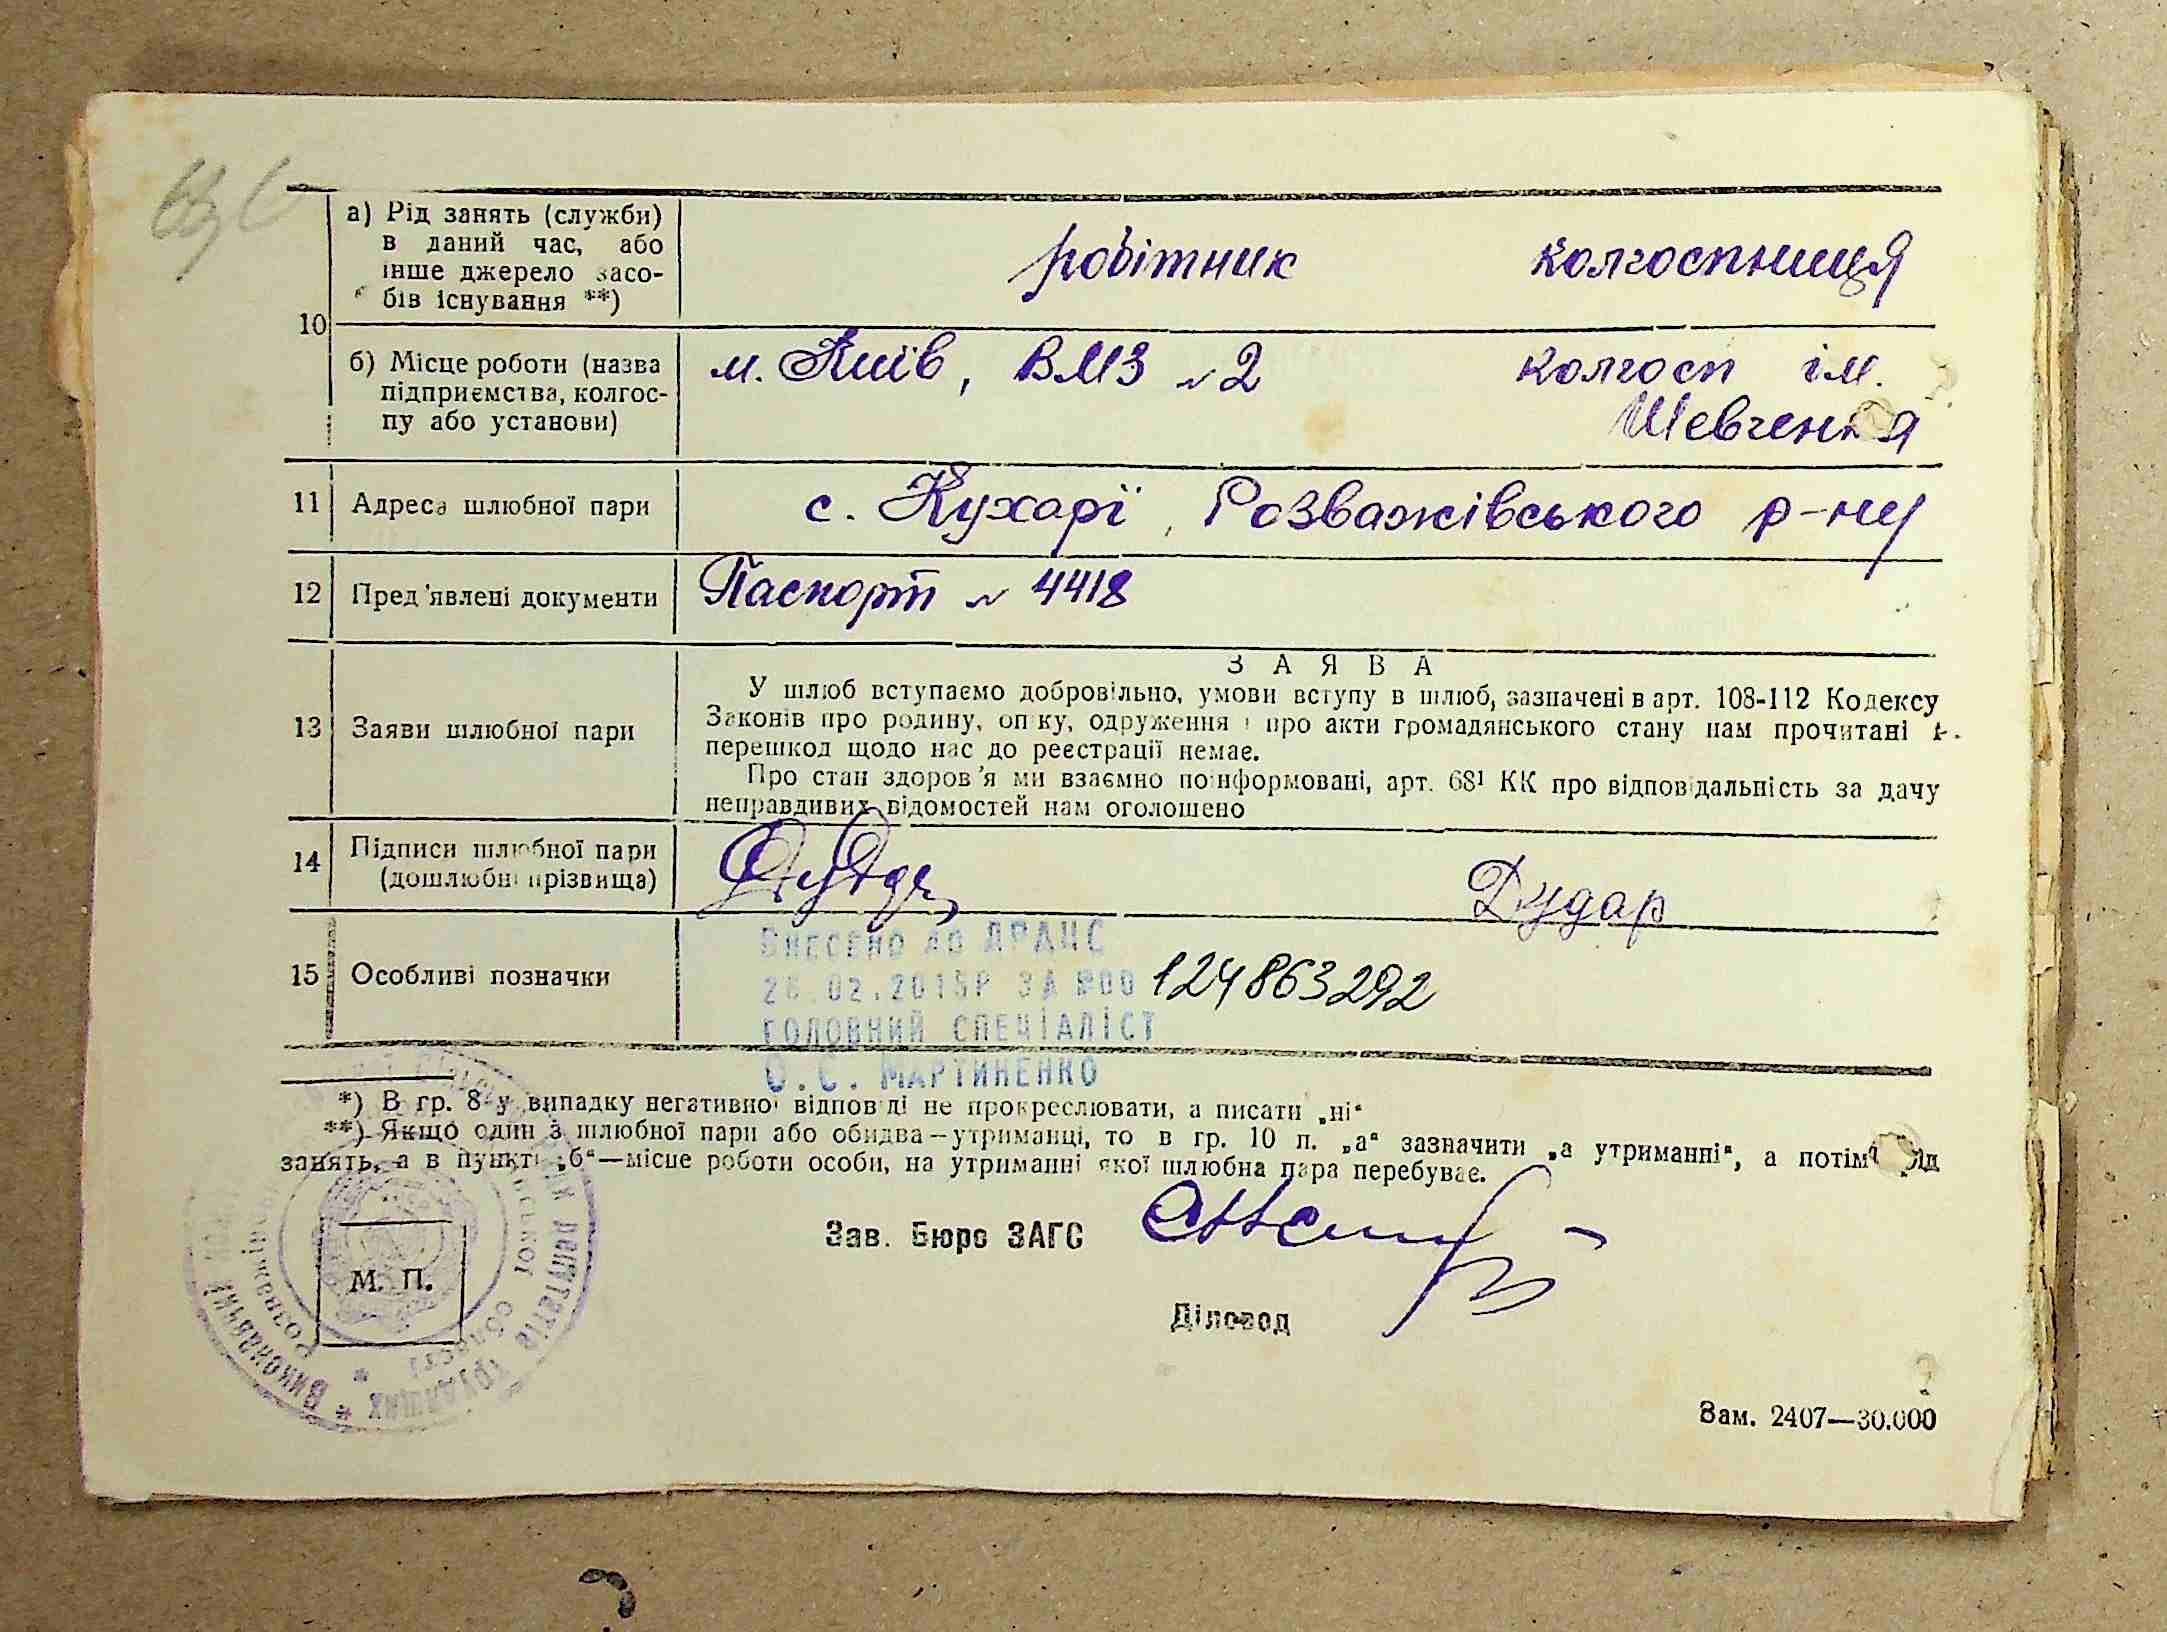 10
а) Рід занять (служби)
в даний час, або
інше джерело засо-
бів існування **)
робітник колгоспниця
б) Місце роботи (назва
підприємства, колгос-
пу або установи)
м. Київ, ВМЗ № 2 колгосп ім.
Шевченка
11 Адреса шлюбної пари с. Кухарї, Розважівського р-ну
12 Пред'явлені документи Паспорт № 4418
13 Заяви шлюбної пари
ЗАЯВА
У шлюб вступаємо добровільно, умови вступу в шлюб, зазначені в арт. 108-112 Кодексу
Законів про родину, опіку, одруження і про акти громадянського стану нам прочитані і
перешкод щодо нас до реєстрації немає.
Про стан здоров'я ми взаємно поінформовані, арт. 68¹ КК про відповідальність за дачу
неправдивих відомостей нам оголошено
14 Підписи шлюбної пари
(дошлюбні прізвища)
Дудар
15 Особливі позначки
Внесено до ДРАЦС
02.2015р за №00 124863292
головний спеціаліст
О.С. Мартиненко
*) В гр. 8 у випадку негативної відповіді не прокреслювати, а писати „ні“
**) Якщо один з шлюбної пари або обидва—утриманці, то в гр. 10 п. „а“ зазначити „а утриманні“, а потім рід
занять, а в пункті „б“—місце роботи особи, на утриманні якої шлюбна пара перебуває.
Зав. Бюро ЗАГС
М. П.
Діловод
Зам. 2407—30.000